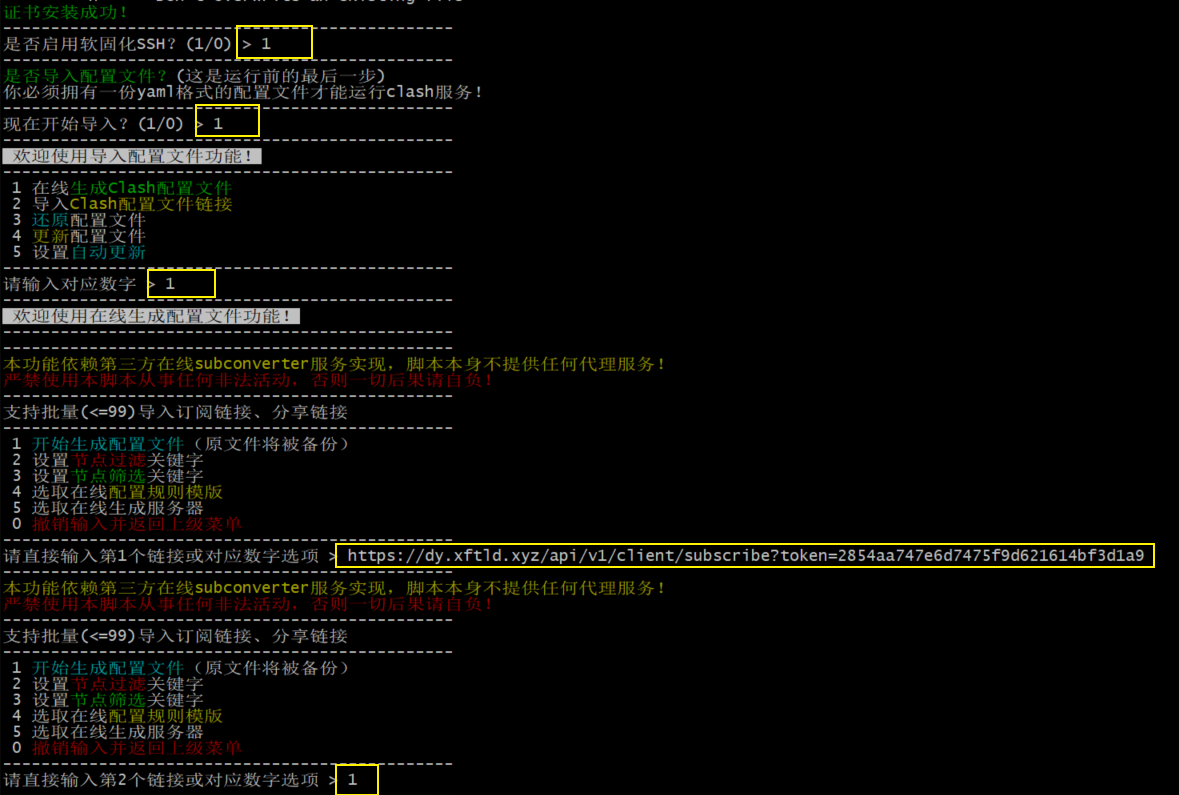 证书安装成功！
-----------------------------------------------
是否启用软固化SSH？(1/0) > 1
-----------------------------------------------
是否导入配置文件？(这是运行前的最后一步)
你必须拥有一份yaml格式的配置文件才能运行clash服务！
-----------------------------------------------
现在开始导入？(1/0) > 1
-----------------------------------------------
欢迎使用导入配置文件功能！
-----------------------------------------------
1 在线生成Clash配置文件
2 导入Clash配置文件链接
3 还原配置文件
4 更新配置文件
5 设置自动更新
-----------------------------------------------
请输入对应数字 > 1
-----------------------------------------------
欢迎使用在线生成配置文件功能！
-----------------------------------------------
-----------------------------------------------
本功能依赖第三方在线subconverter服务实现，脚本本身不提供任何代理服务！
严禁使用本脚本从事任何非法活动，否则一切后果请自负！
-----------------------------------------------
支持批量(<=99)导入订阅链接、分享链接
-----------------------------------------------
1 开始生成配置文件（原文件将被备份）
2 设置节点过滤关键字
3 设置节点筛选关键字
4 选取在线配置规则模版
5 选取在线生成服务器
0 撤销输入并返回上级菜单
-----------------------------------------------
请直接输入第1个链接或对应数字选项 > https://dy.xftld.xyz/api/v1/client/subscribe?token=2854aa747e6d7475f9d621614bf3d1a9
-----------------------------------------------
本功能依赖第三方在线subconverter服务实现，脚本本身不提供任何代理服务！
严禁使用本脚本从事任何非法活动，否则一切后果请自负！
-----------------------------------------------
支持批量(<=99)导入订阅链接、分享链接
-----------------------------------------------
1 开始生成配置文件（原文件将被备份）
2 设置节点过滤关键字
3 设置节点筛选关键字
4 选取在线配置规则模版
5 选取在线生成服务器
0 撤销输入并返回上级菜单
-----------------------------------------------
请直接输入第2个链接或对应数字选项 > 1